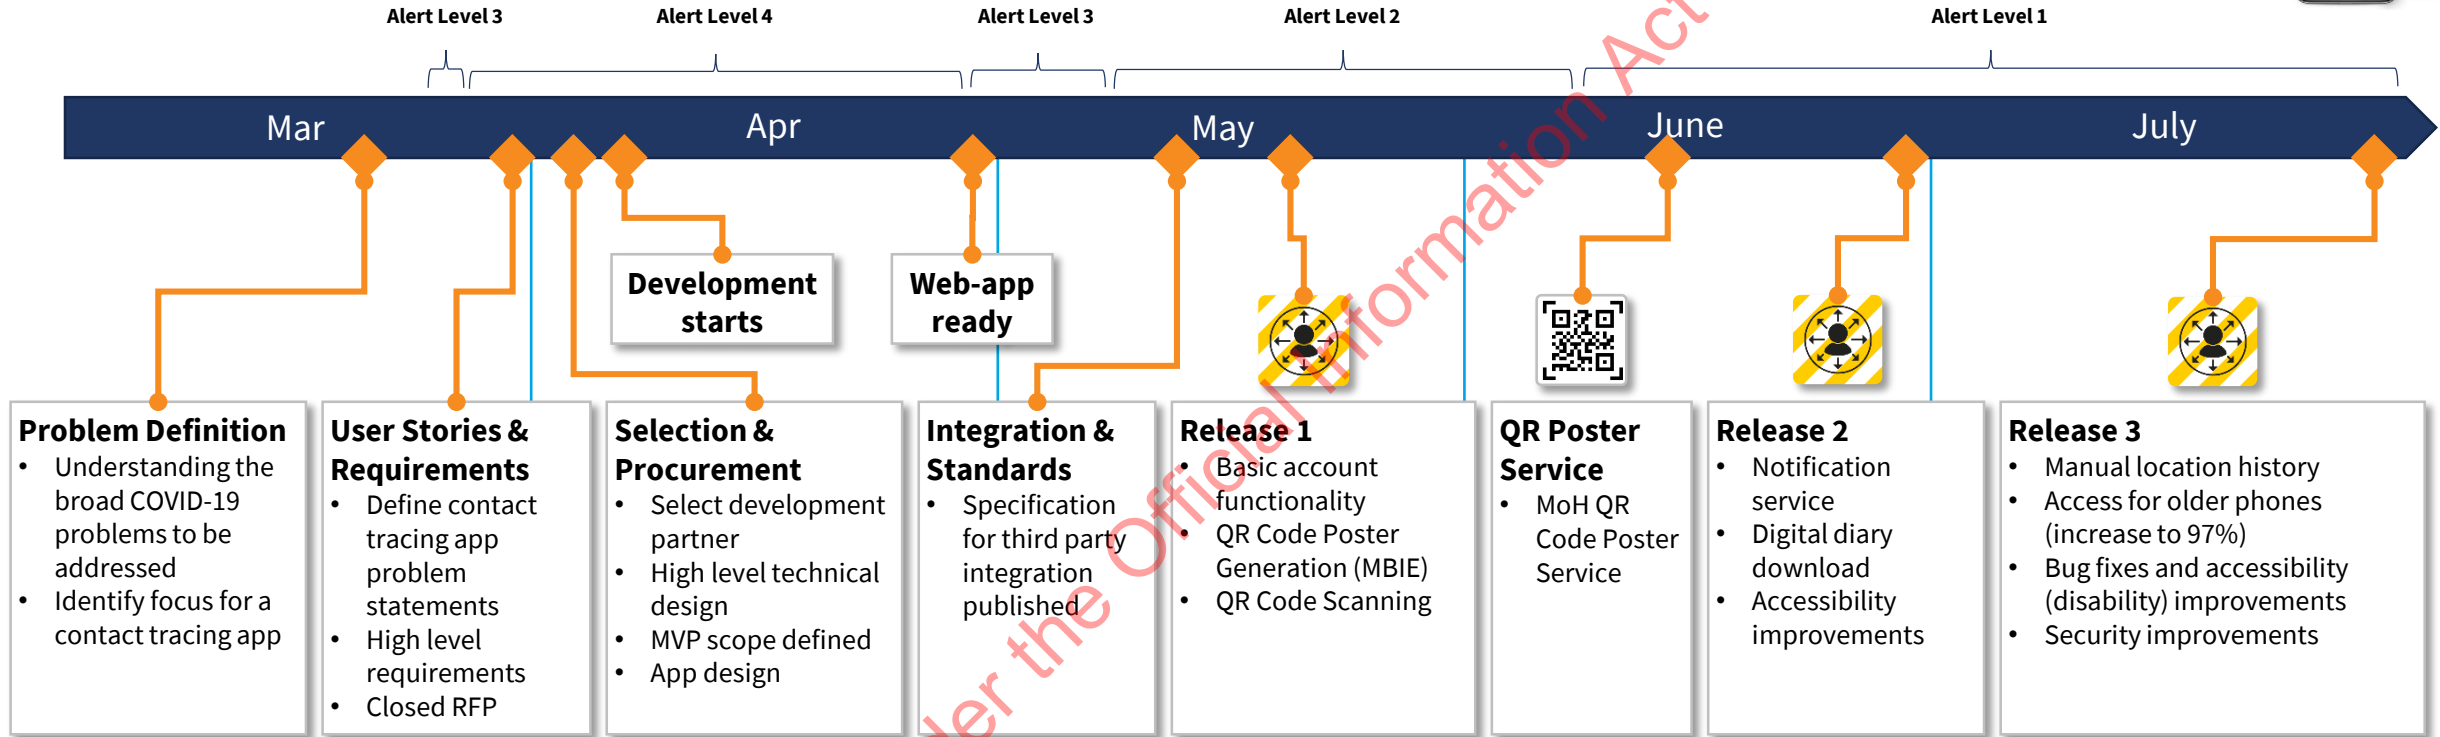 Alert Level 3
Alert Level 4
Alert Level 3
Alert Level 2
Alert Level 1
Mar
Apr
May
June
July
Development
starts
Web-app
ready
Problem Definition
• Understanding the
broad COVID-19
problems to be
addressed
• Identify focus for a
contact tracing app
User Stories &
Requirements
• Define contact
tracing app
problem
statements
• High level
requirements
• Closed RFP
Selection &
Procurement
• Select development
partner
• High level technical
design
• MVP scope defined
• App design
Integration &
Standards
• Specification
for third party
integration
published
Release 1
• Basic account
functionality
• QR Code Poster
Generation (MBIE)
• QR Code Scanning
QR Poster
Service
• MoH QR
Code Poster
Service
Release 2
• Notification
service
• Digital diary
download
• Accessibility
improvements
Release 3
• Manual location history
• Access for older phones
(increase to 97%)
• Bug fixes and accessibility
(disability) improvements
• Security improvements
the Official Information Act